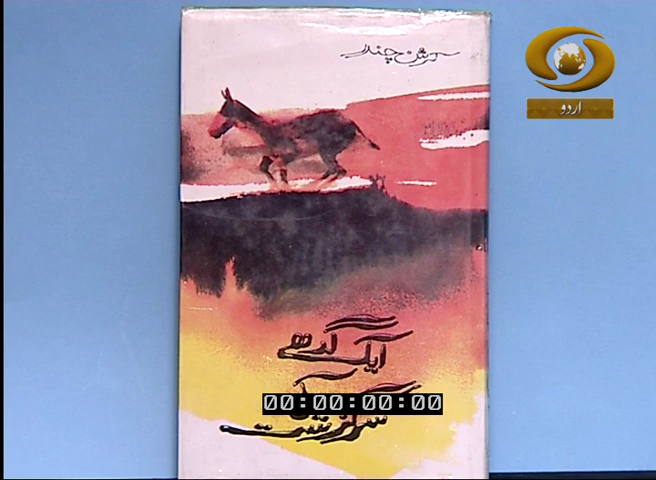 کرشن چندر
اردو
ایک گدھے
کی
سرگزشت
00:00:00:00